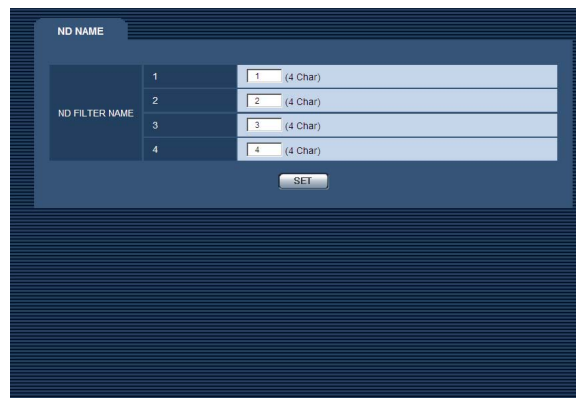 ND NAME
ND FILTER NAME
1 1 (4 Char)
2 2 (4 Char)
3 3 (4 Char)
4 4 (4 Char)
SET